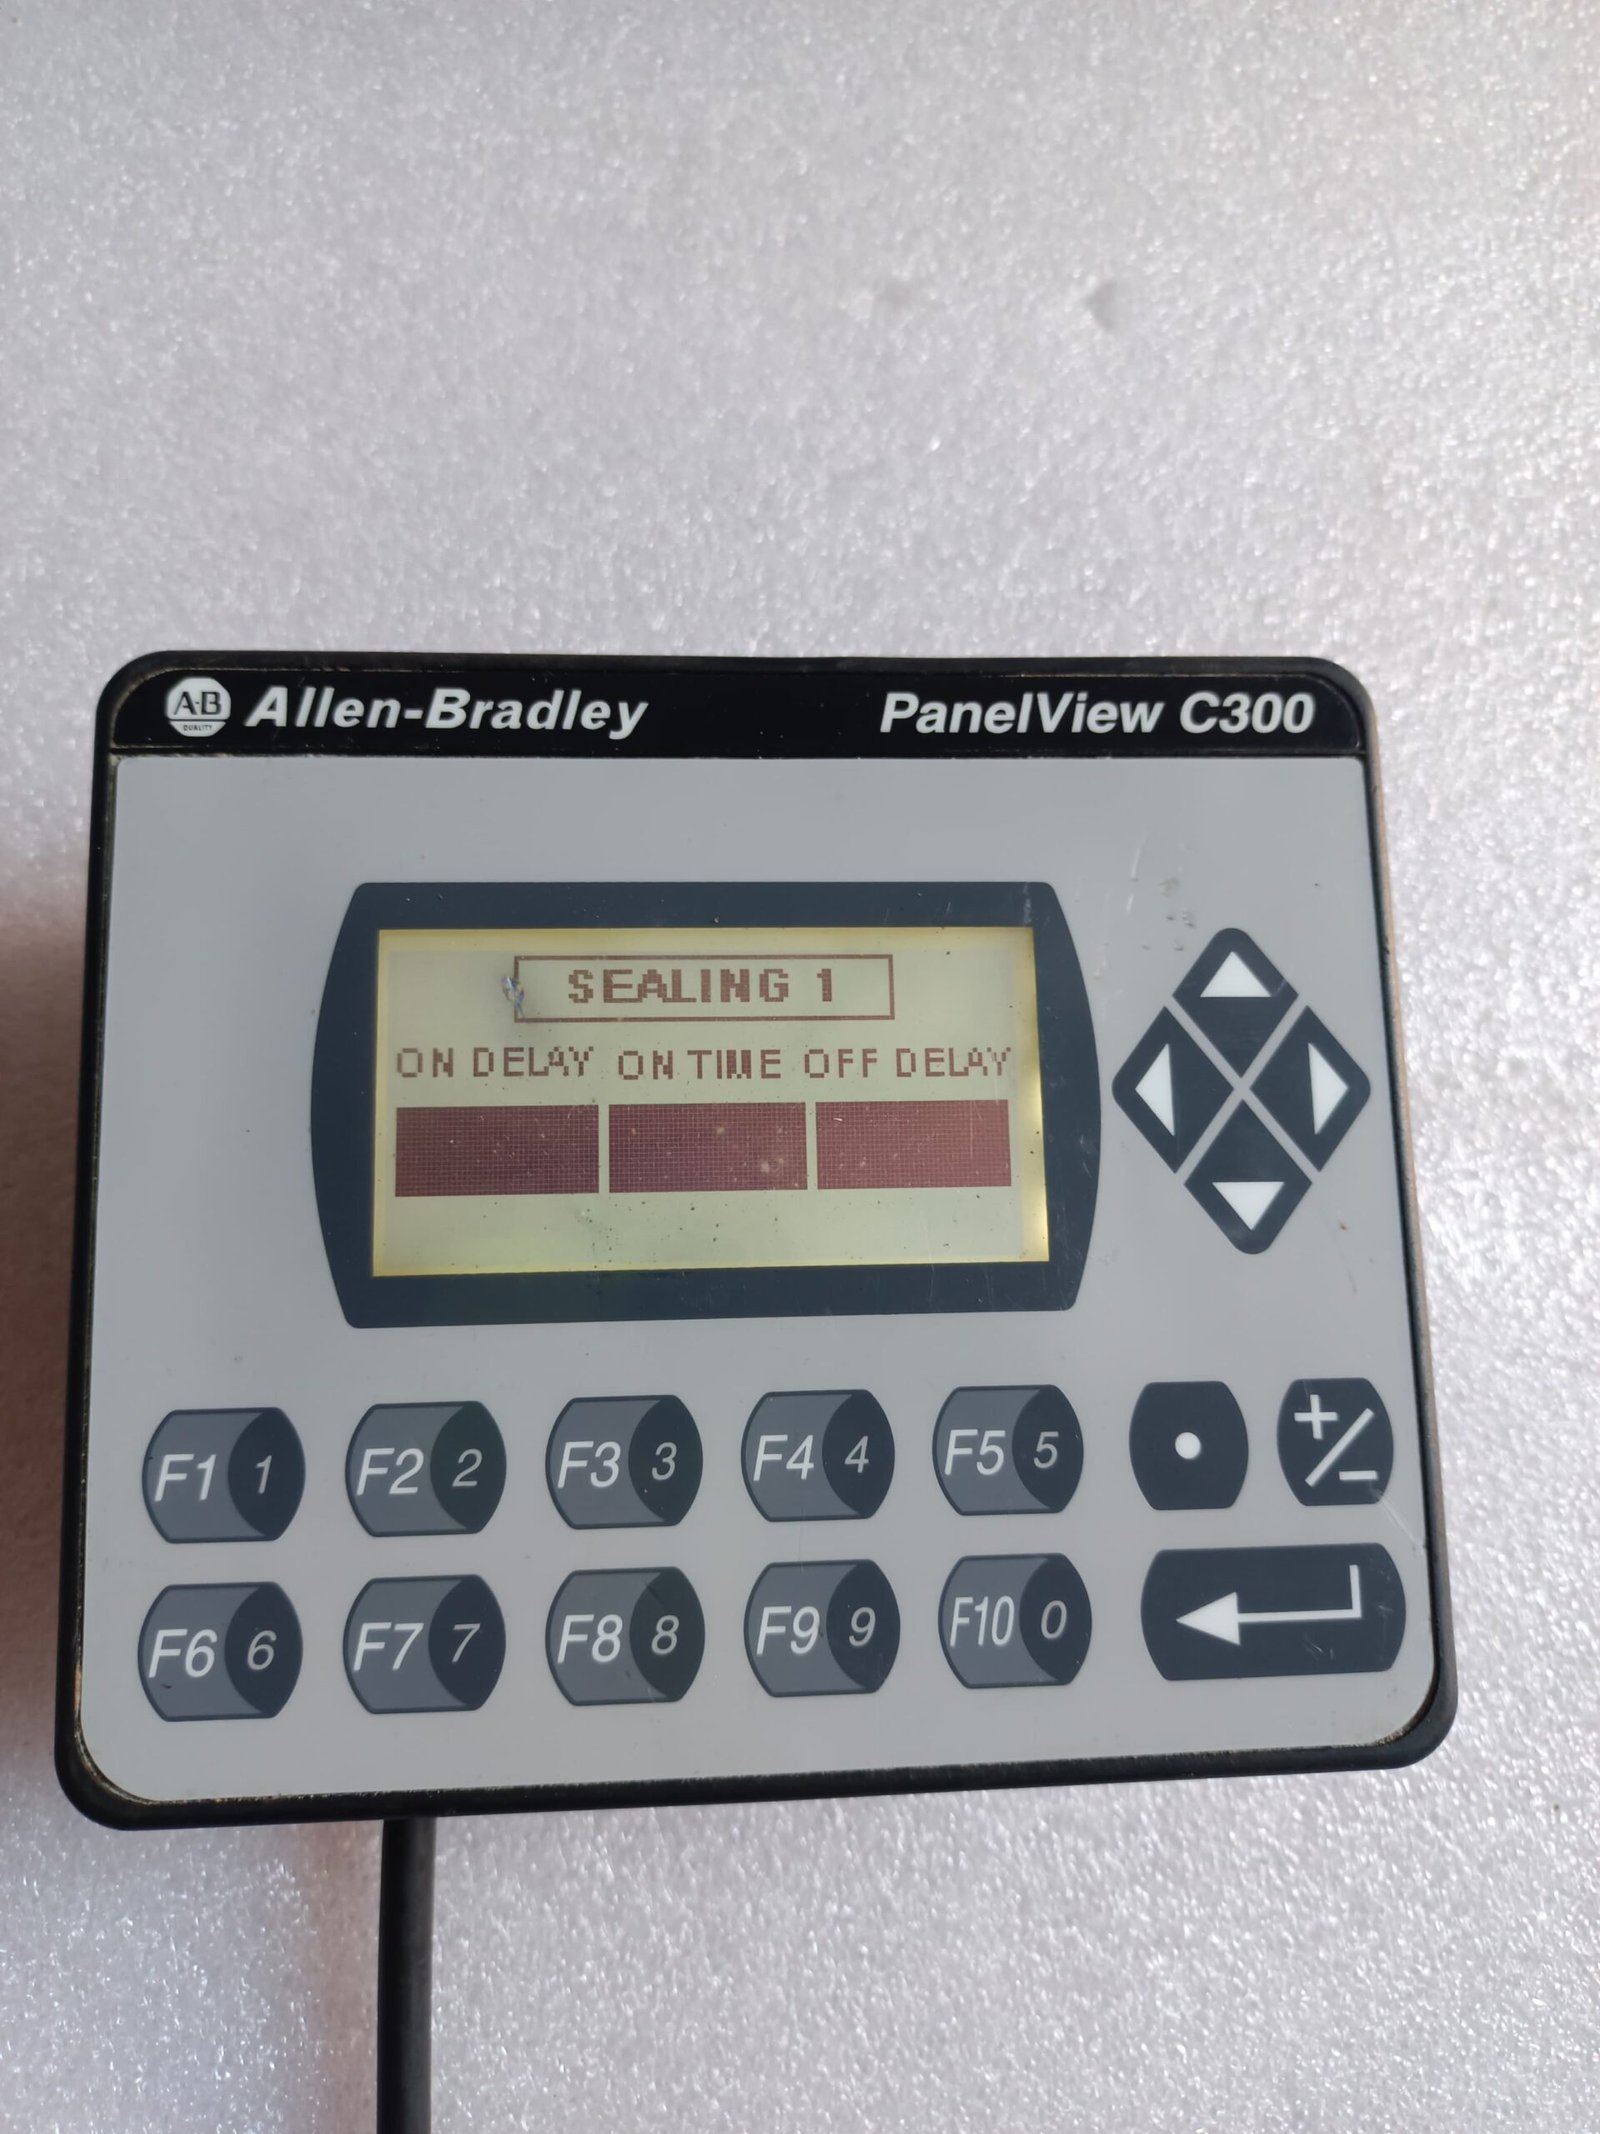 A·B QUALITY Allen-Bradley PanelView C300
SEALING 1
ON DELAY ON TIME OFF DELAY
F1 1 F2 2 F3 3 F4 4 F5 5 • +/-
F6 6 F7 7 F8 8 F9 9 F10 0